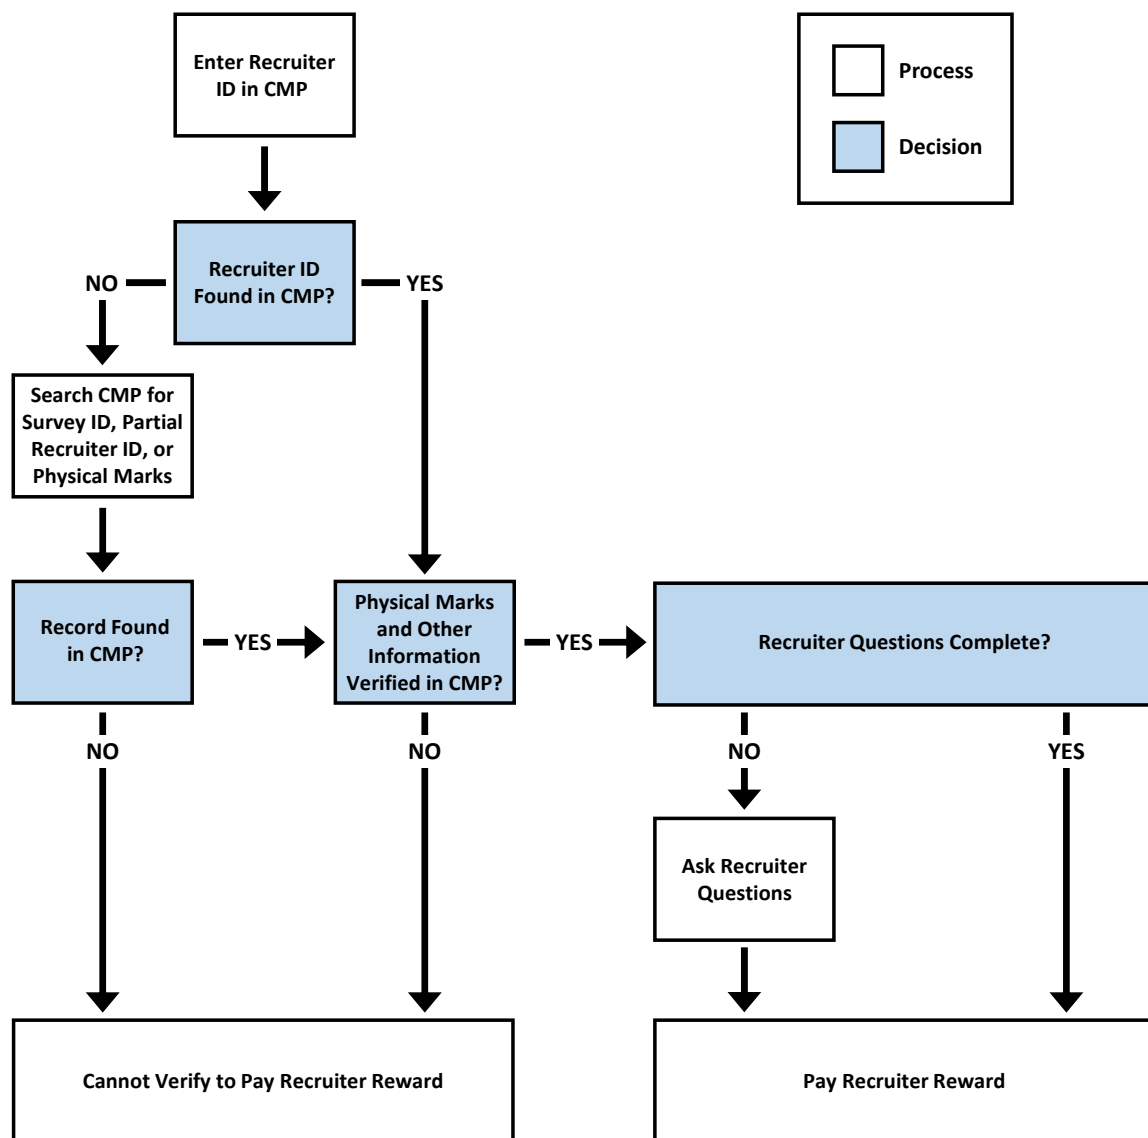 Enter Recruiter
ID in CMP
Process
Decision
Recruiter ID
Found in CMP?
NO
YES
Search CMP for
Survey ID, Partial
Recruiter ID, or
Physical Marks
Record Found
in CMP?
YES
Physical Marks
and Other
Information
Verified in CMP?
YES
Recruiter Questions Complete?
NO
NO
NO
YES
Ask Recruiter
Questions
Cannot Verify to Pay Recruiter Reward
Pay Recruiter Reward